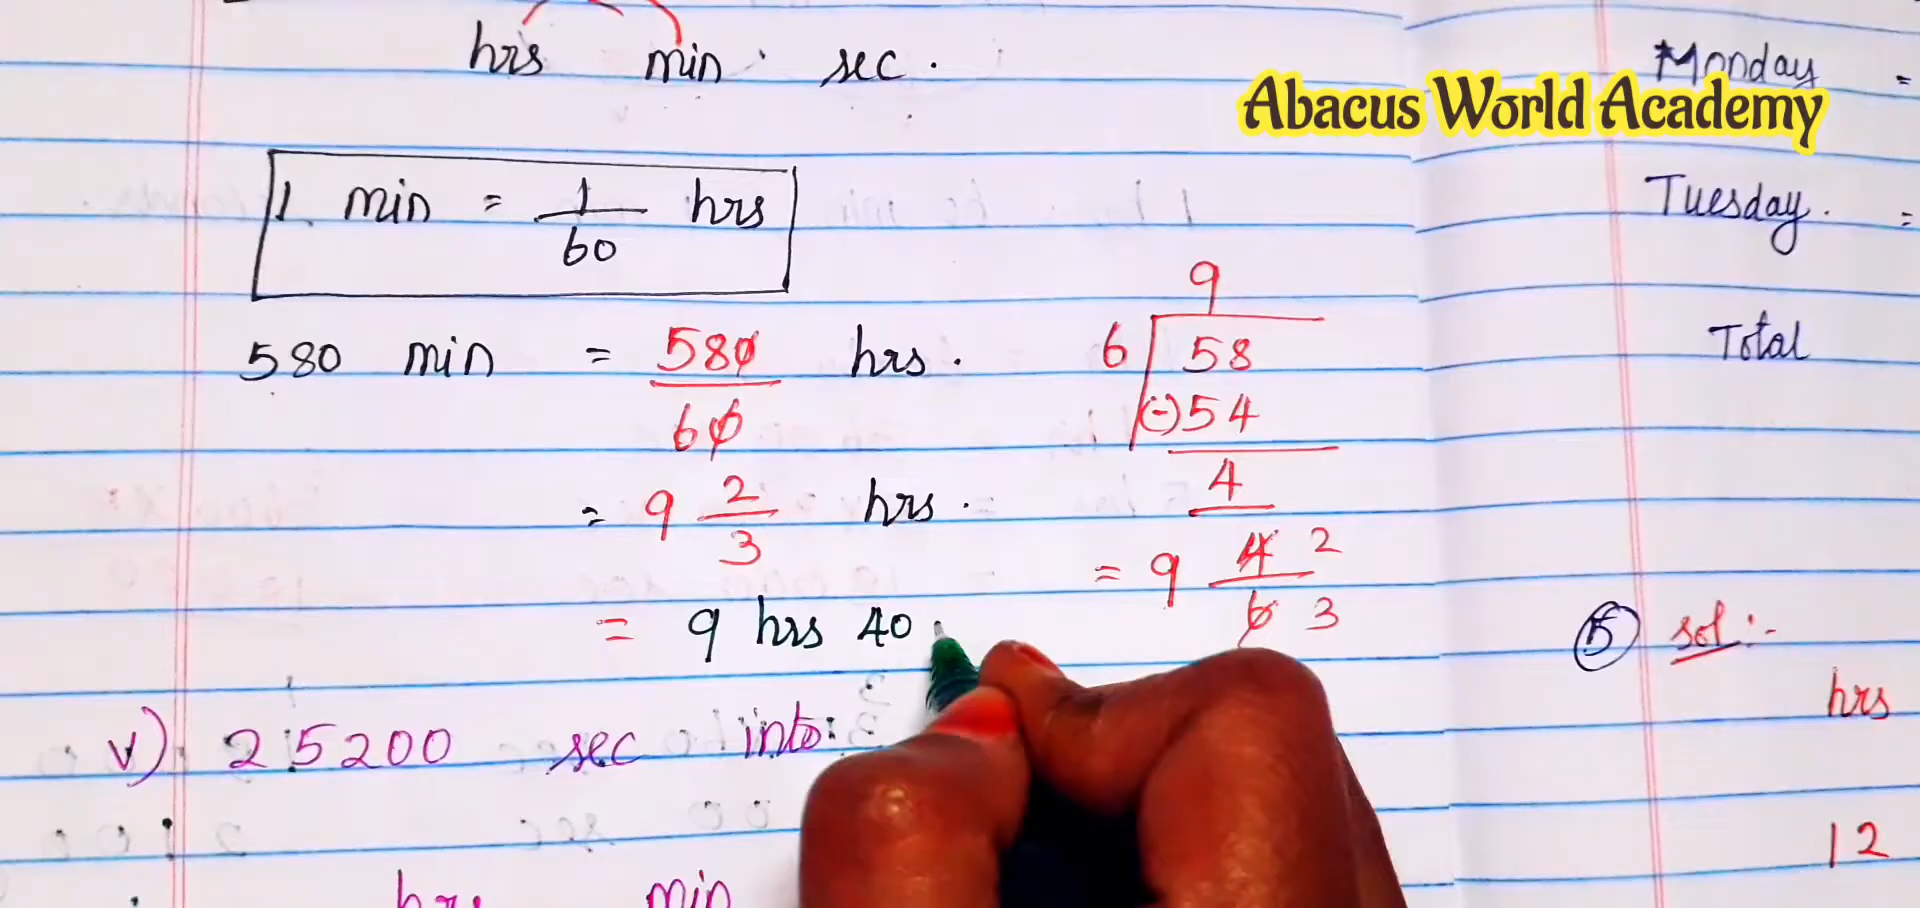 hrs min . sec .
Abacus World Academy
1 min = 1/60 hrs
580 min = 580/60 hrs .
= 9 2/3 hrs .
= 9 hrs 40
v) 25200 sec into:
hrs min
9
6 58
(-) 54
4
= 9 4/6 2/3
Monday =
Tuesday . =
Total
5 sol:-
hrs
12